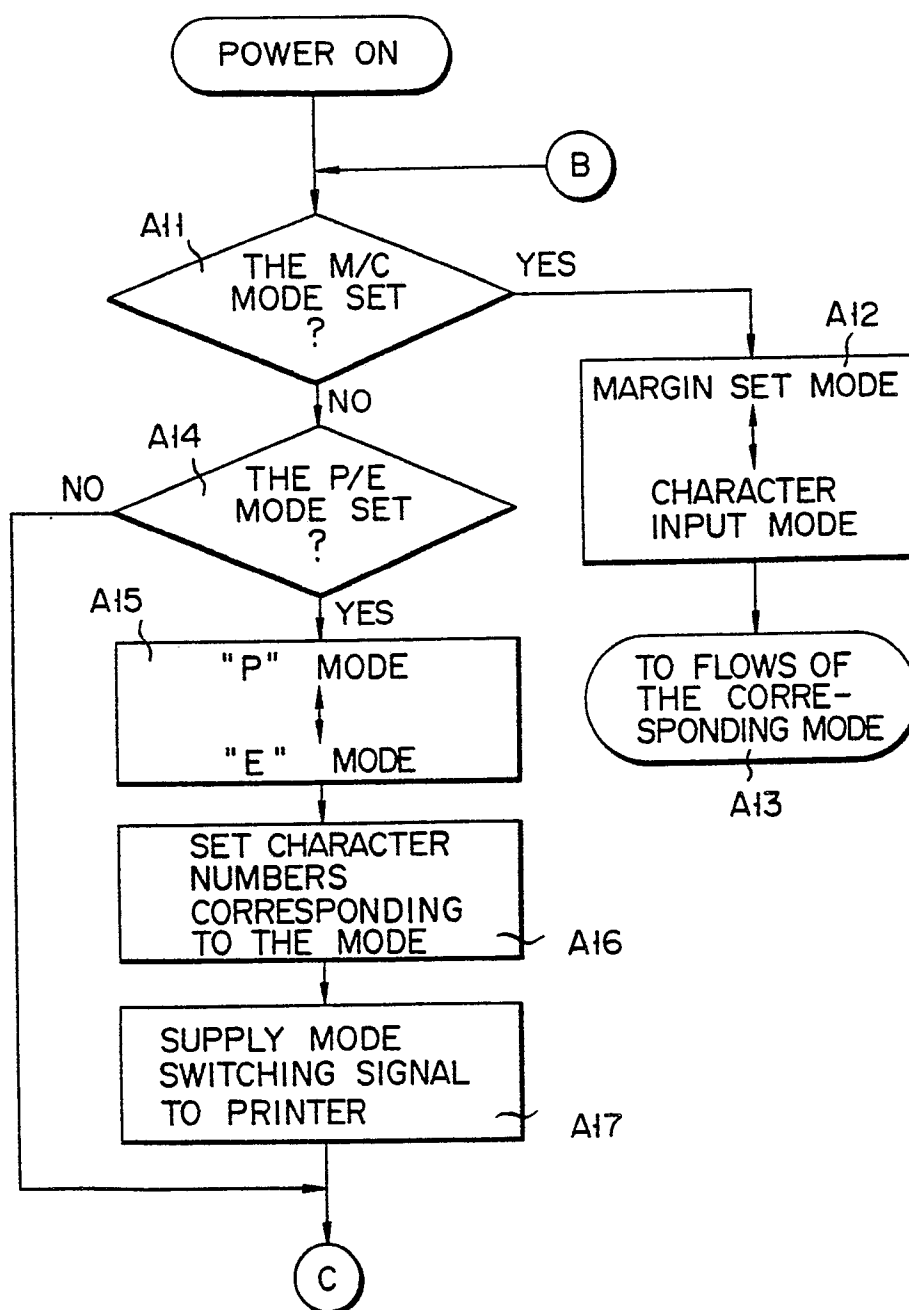 POWER ON
B
A11
THE M/C
MODE SET
?
YES
NO
A12
MARGIN SET MODE
CHARACTER
INPUT MODE
A14
THE P/E
MODE SET
?
NO
YES
TO FLOWS OF
THE CORRE-
SPONDING MODE
A13
A15
"P" MODE
"E" MODE
SET CHARACTER
NUMBERS
CORRESPONDING
TO THE MODE
A16
SUPPLY MODE
SWITCHING SIGNAL
TO PRINTER
A17
C